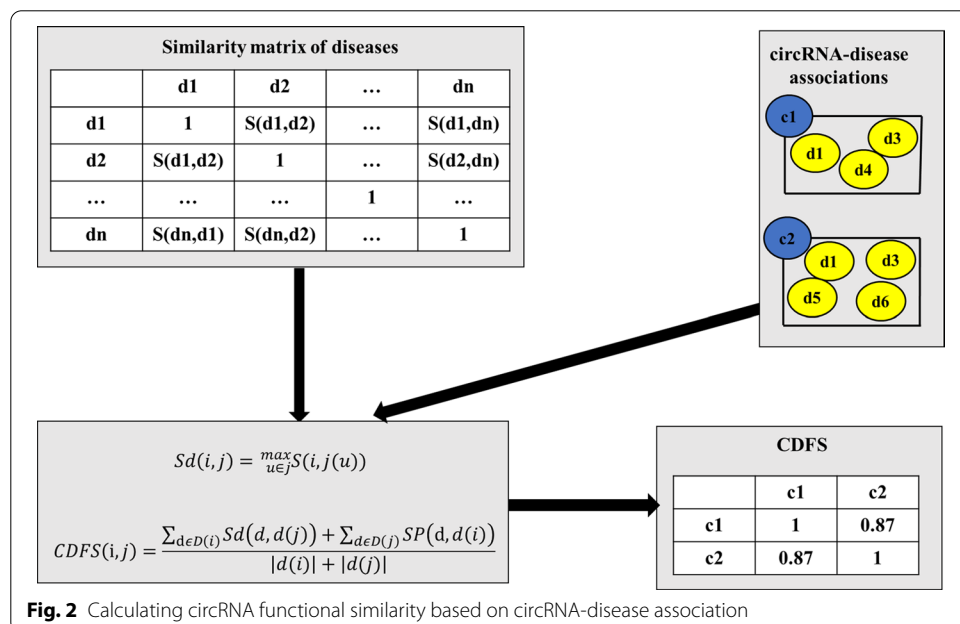 Similarity matrix of diseases
d1 d2 ... dn
d1 1 S(d1,d2) ... S(d1,dn)
d2 S(d1,d2) 1 S(d2,dn)
... ... ... 1 ...
dn S(dn,d1) S(dn,d2) ... 1
circRNA-disease
associations
c1
d1 d3
d4
c2
d1 d3
d5 d6
Sd(i,j) = max u∈j S(i,j(u))
CDFS(i,j) = ∑d∈D(i) Sd(d,d(j)) + ∑d∈D(j) SP(d,d(i))
|d(i)| + |d(j)|
CDFS
c1 c2
c1 1 0.87
c2 0.87 1
Fig. 2 Calculating circRNA functional similarity based on circRNA-disease association